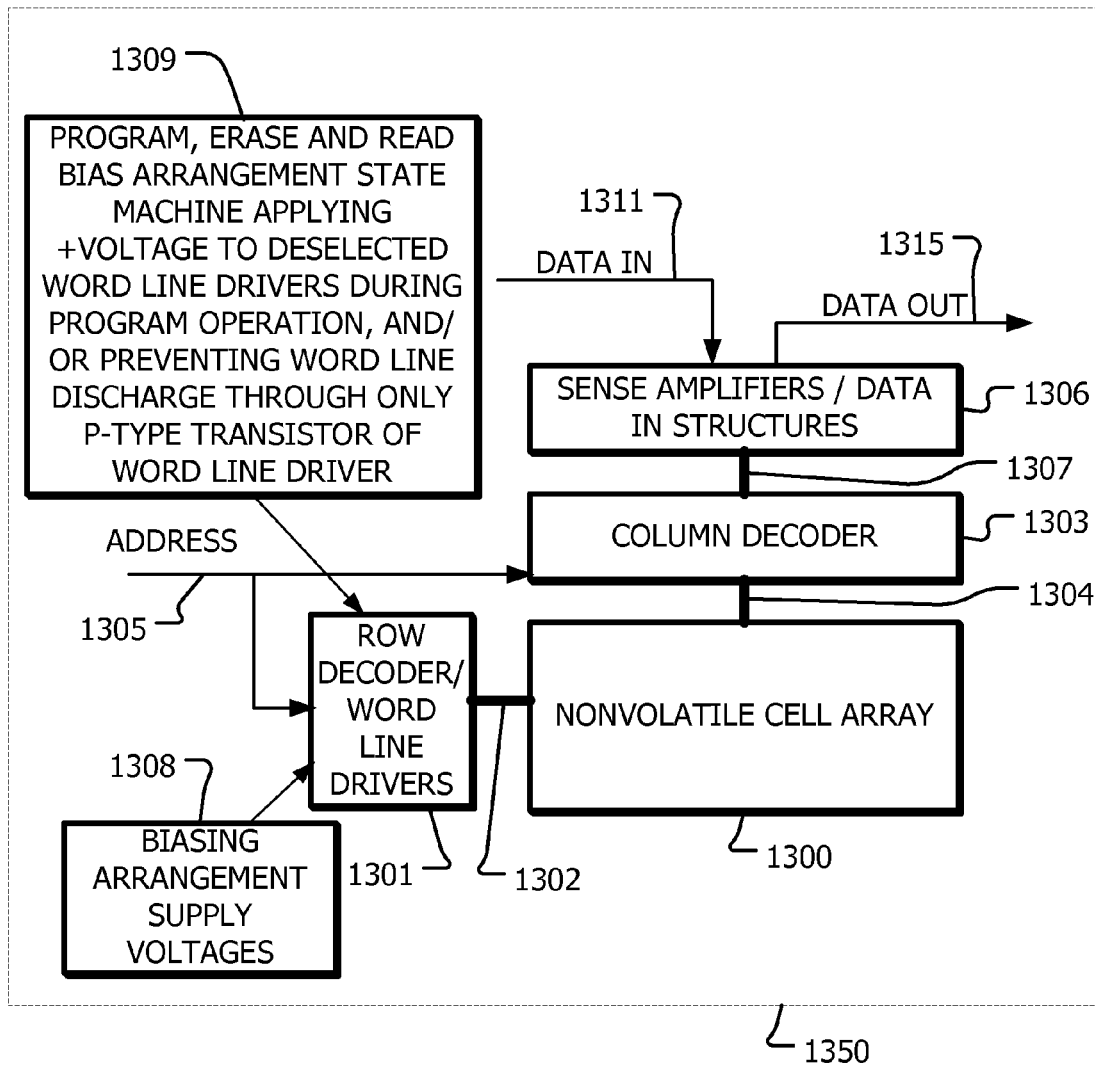 1309
PROGRAM, ERASE AND READ
BIAS ARRANGEMENT STATE
MACHINE APPLYING
+VOLTAGE TO DESELECTED
WORD LINE DRIVERS DURING
PROGRAM OPERATION, AND/
OR PREVENTING WORD LINE
DISCHARGE THROUGH ONLY
P-TYPE TRANSISTOR OF
WORD LINE DRIVER
1311
DATA IN
1315
DATA OUT
SENSE AMPLIFIERS / DATA
IN STRUCTURES
1306
1307
COLUMN DECODER
1303
1304
ADDRESS
1305
ROW
DECODER/
WORD
LINE
DRIVERS
1301
1302
NONVOLATILE CELL ARRAY
1300
1308
BIASING
ARRANGEMENT
SUPPLY
VOLTAGES
1350